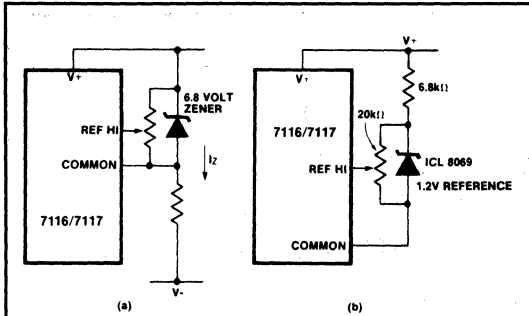 V+
6.8 VOLT
ZENER
REF HI
COMMON
IZ
7116/7117
V-
(a)
V+
V+
6.8kΩ
20kΩ
7116/7117
ICL 8069
REF HI
1.2V REFERENCE
COMMON
(b)